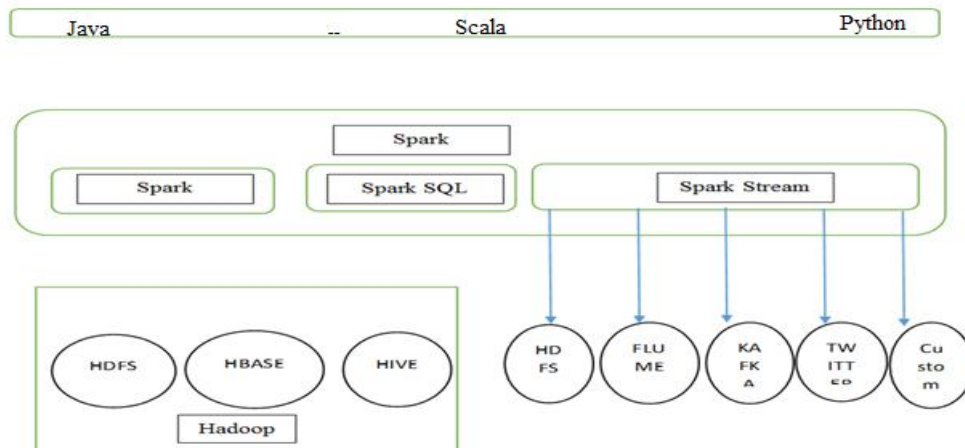 Java -- Scala Python
Spark
Spark Spark SQL Spark Stream
HDFS HBASE HIVE
HD
FS
FLU
ME
KA
FK
A
TW
ITT
ER
Cu
sto
m
Hadoop